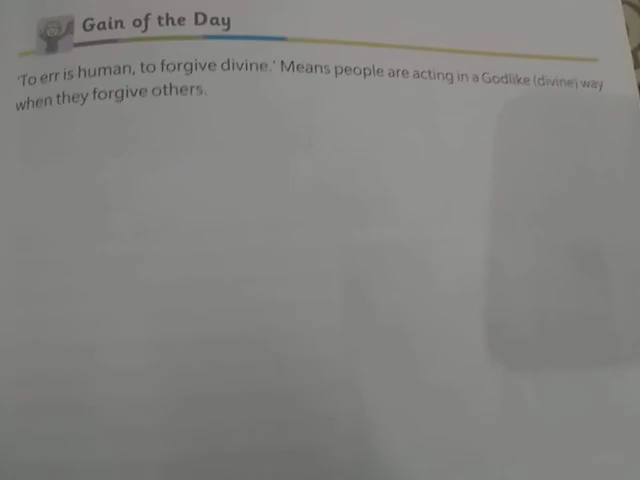 Gain of the Day
'To err is human, to forgive divine.' Means people are acting in a Godlike (divine) way
when they forgive others.